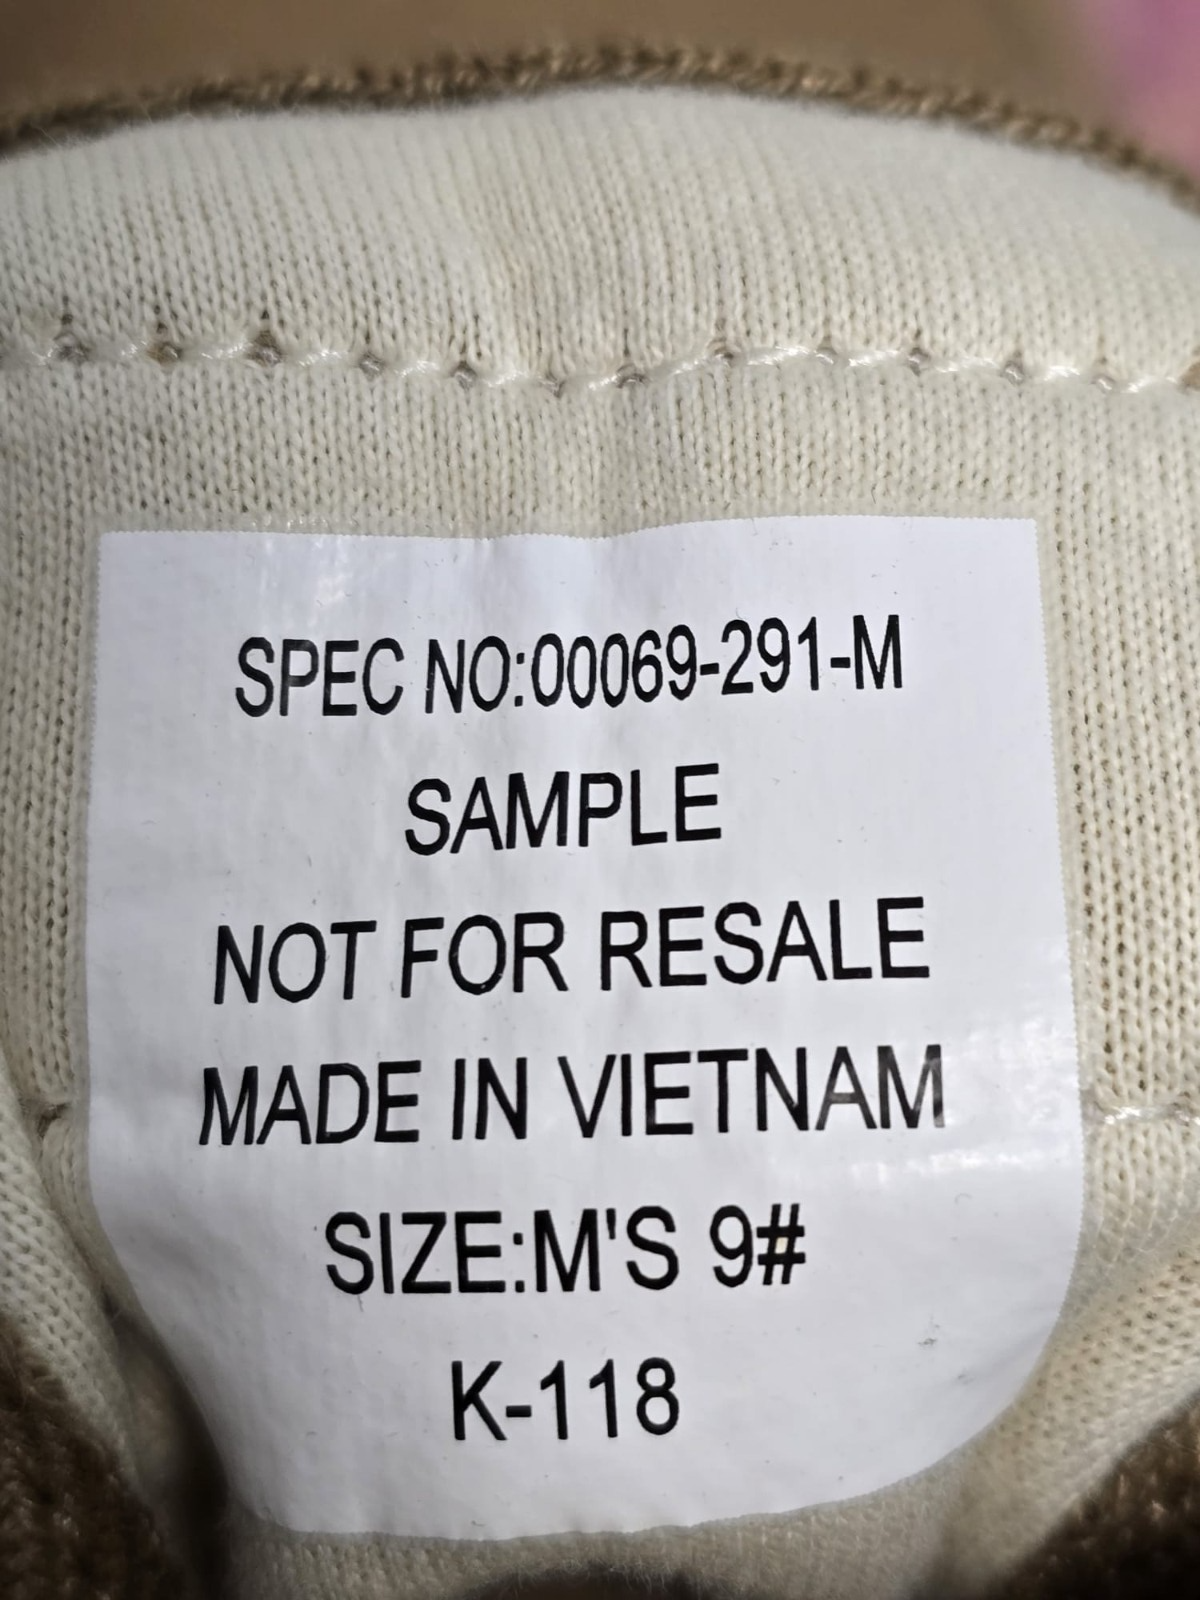 SPEC NO:00069-291-M
SAMPLE
NOT FOR RESALE
MADE IN VIETNAM
SIZE:M'S 9#
K-118